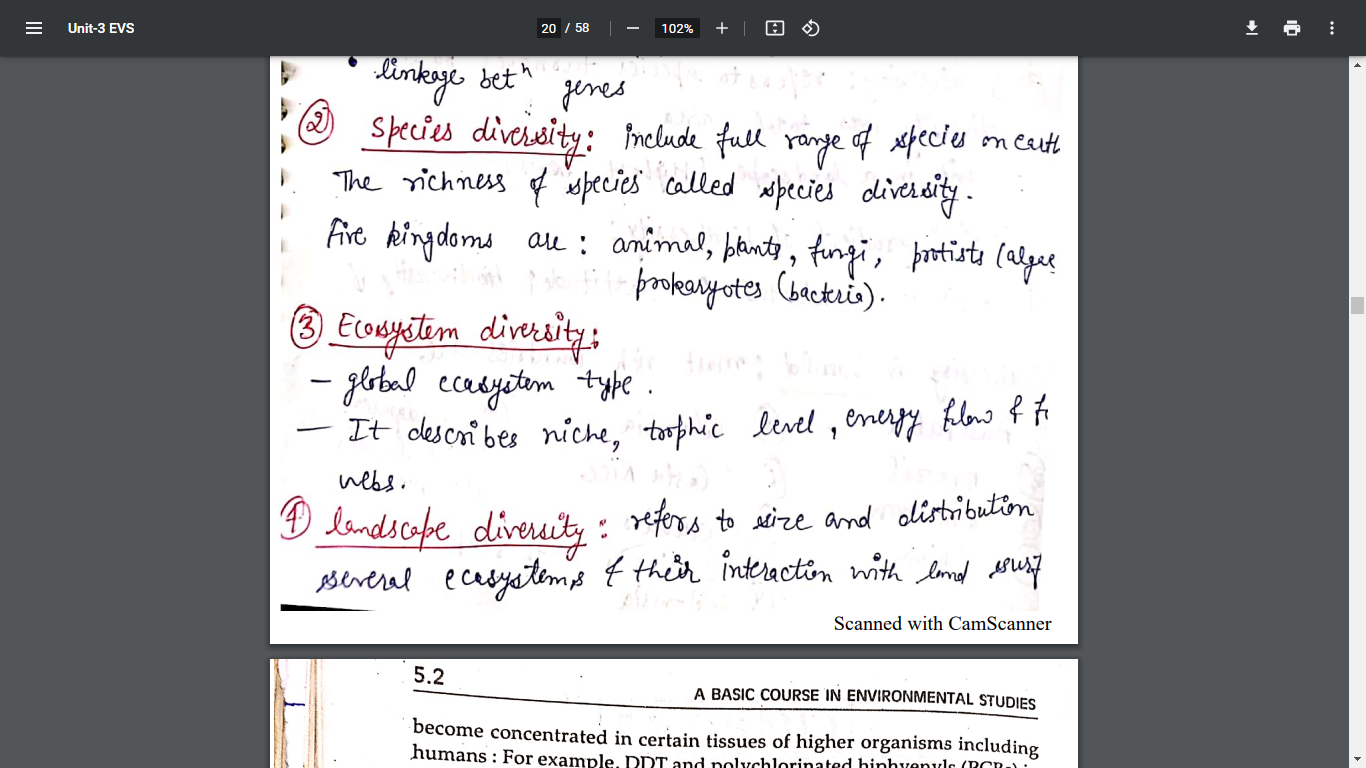 Unit-3 EVS
20 / 58
102%
• linkage betⁿ genes
② Species diversity: include full range of species on earth
The richness of species called species diversity.
Five kingdoms are : animal, plants, fungi, protists (algae
prokaryotes (bacteria).
③ Ecosystem diversity:
– global ecosystem type.
– It describes niche, trophic level, energy flow & f
webs.
④ landscape diversity : refers to size and distribution
several ecosystems & their interaction with land surf
Scanned with CamScanner
5.2
A BASIC COURSE IN ENVIRONMENTAL STUDIES
become concentrated in certain tissues of higher organisms including
humans : For example, DDT and polychlorinated biphyenyls (PCBs)